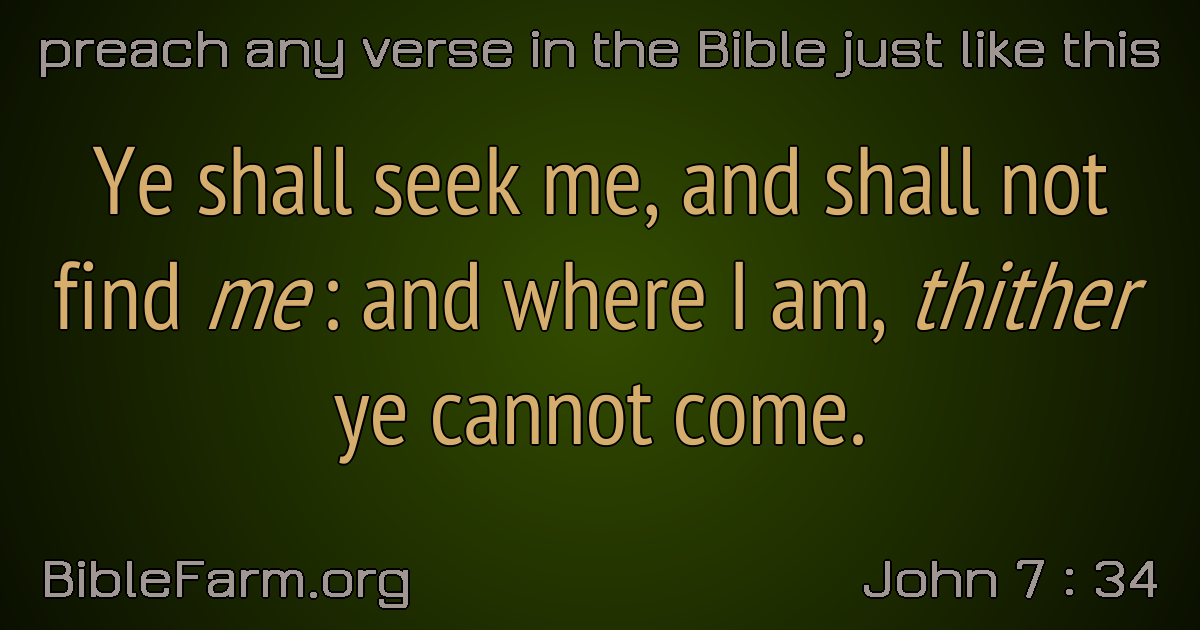 preach any verse in the Bible just like this
Ye shall seek me, and shall not
find me: and where I am, thither
ye cannot come.
BibleFarm.org
John 7 : 34